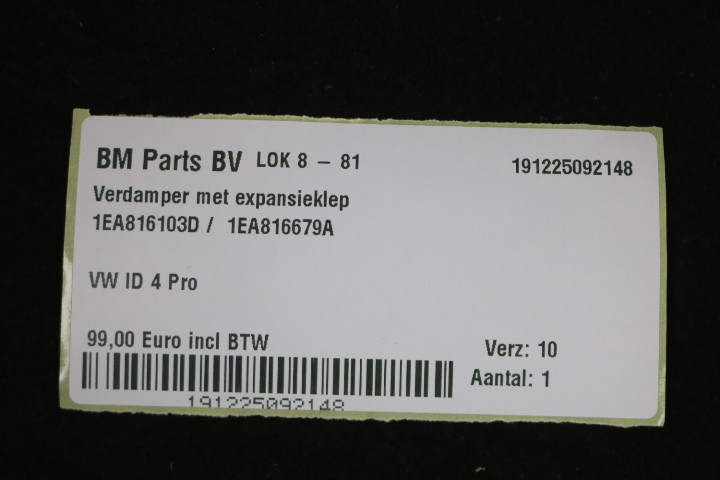 BM Parts BV LOK 8 – 81 191225092148
Verdamper met expansieklep
1EA816103D / 1EA816679A
VW ID 4 Pro
99,00 Euro incl BTW
Verz: 10
Aantal: 1
191225092148